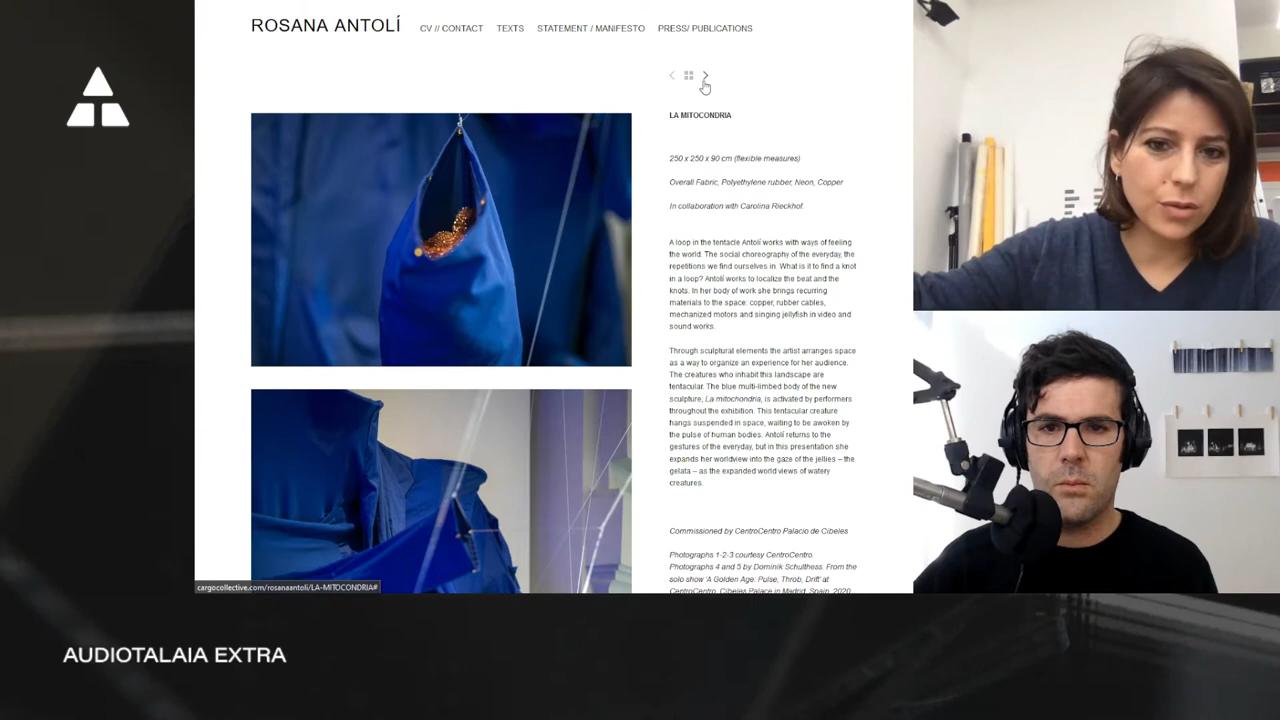 ROSANA ANTOLÍ
CV // CONTACT TEXTS STATEMENT / MANIFESTO PRESS/ PUBLICATIONS
LA MITOCONDRIA
250 x 250 x 90 cm (flexible measures)
Overall Fabric, Polyethylene rubber, Neon, Copper
In collaboration with Carolina Rieckhof.
A loop in the tentacle Antolí works with ways of feeling
the world. The social choreography of the everyday, the
repetitions we find ourselves in. What is it to find a knot
in a loop? Antolí works to localize the beat and the
knots. In her body of work she brings recurring
materials to the space: copper, rubber cables,
mechanized motors and singing jellyfish in video and
sound works.
Through sculptural elements the artist arranges space
as a way to organize an experience for her audience.
The creatures who inhabit this landscape are
tentacular. The blue multi-limbed body of the new
sculpture, La mitochondria, is activated by performers
throughout the exhibition. This tentacular creature
hangs suspended in space, waiting to be awoken by
the pulse of human bodies. Antolí returns to the
gestures of the everyday, but in this presentation she
expands her worldview into the gaze of the jellies – the
gelata – as the expanded world views of watery
creatures.
Commissioned by CentroCentro Palacio de Cibeles
Photographs 1-2-3 courtesy CentroCentro.
Photographs 4 and 5 by Dominik Schulthess. From the
solo show 'A Golden Age: Pulse, Throb, Drift' at
CentroCentro, Cibeles Palace in Madrid, Spain, 2020
cargocollective.com/rosanaantoli/LA-MITOCONDRIA#
AUDIOTALAIA EXTRA